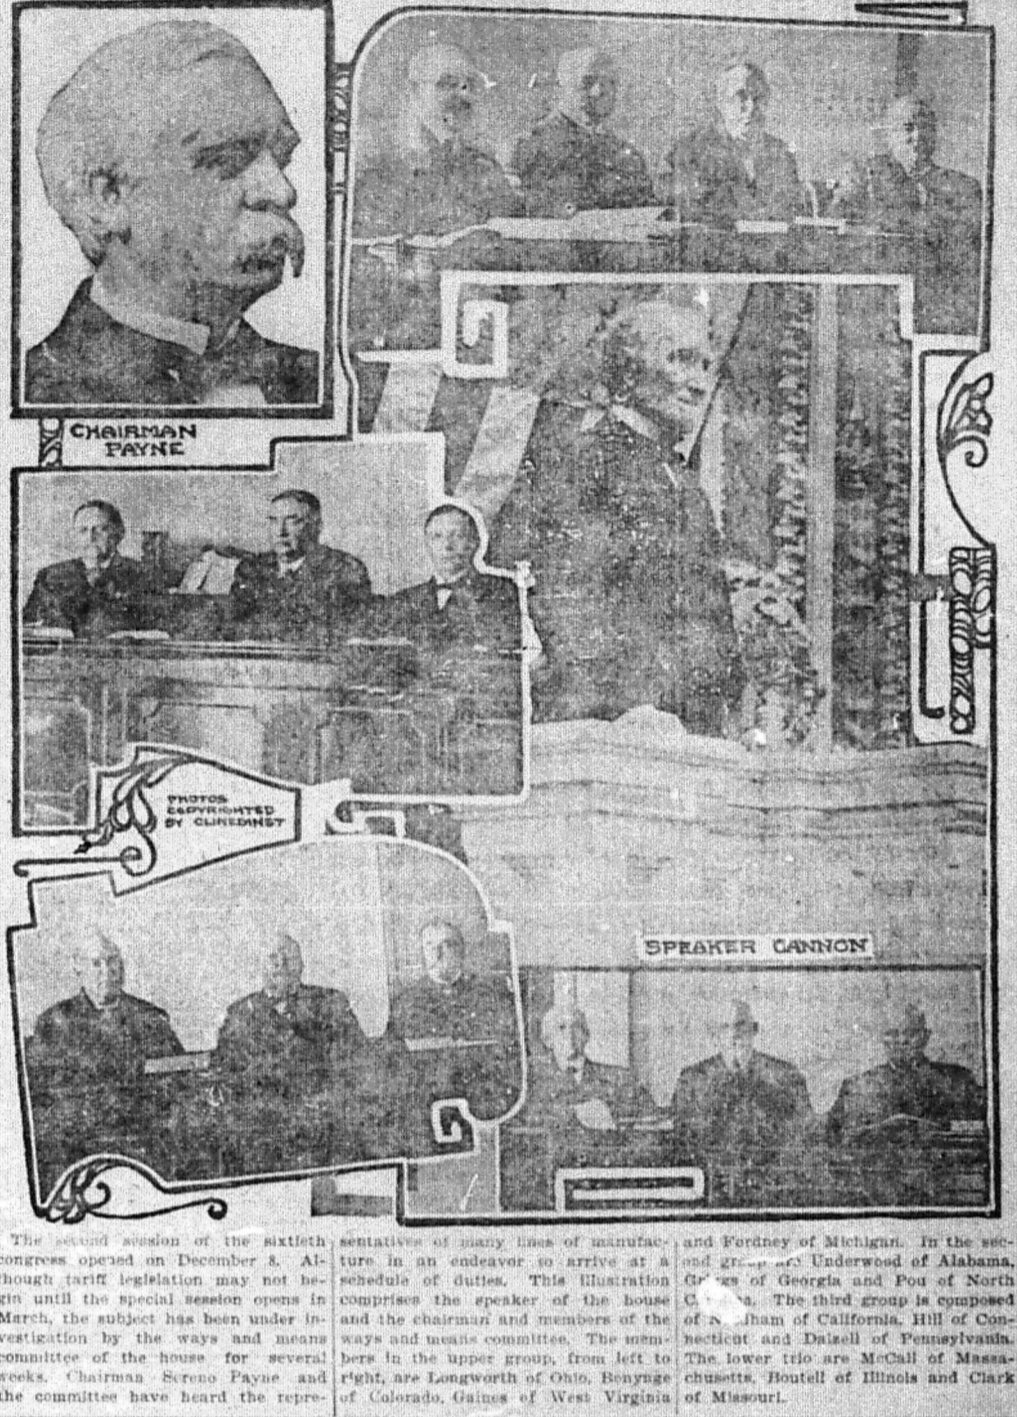 CHAIRMAN
PAYNE
PHOTOS
COPYRIGHTED
BY CLINEDINST
SPEAKER CANNON
The second session of the sixtieth
congress opened on December 8. Al-
though tariff legislation may not be-
gin until the special session opens in
March, the subject has been under in-
vestigation by the ways and means
committee of the house for several
weeks. Chairman Sereno Payne and
the committee have heard the repre-
sentatives of many lines of manufac-
ture in an endeavor to arrive at a
schedule of duties. This illustration
comprises the speaker of the house
and the chairman and members of the
ways and means committee. The mem-
bers in the upper group, from left to
right, are Longworth of Ohio, Bonynge
of Colorado, Gaines of West Virginia
and Fordney of Michigan. In the sec-
ond group are Underwood of Alabama,
of Georgia and Pou of North
The third group is composed
of of California, Hill of Con-
necticut and Dalzell of Pennsylvania.
The lower trio are McCall of Massa-
chusetts, Boutell of Illinois and Clark
of Missouri.